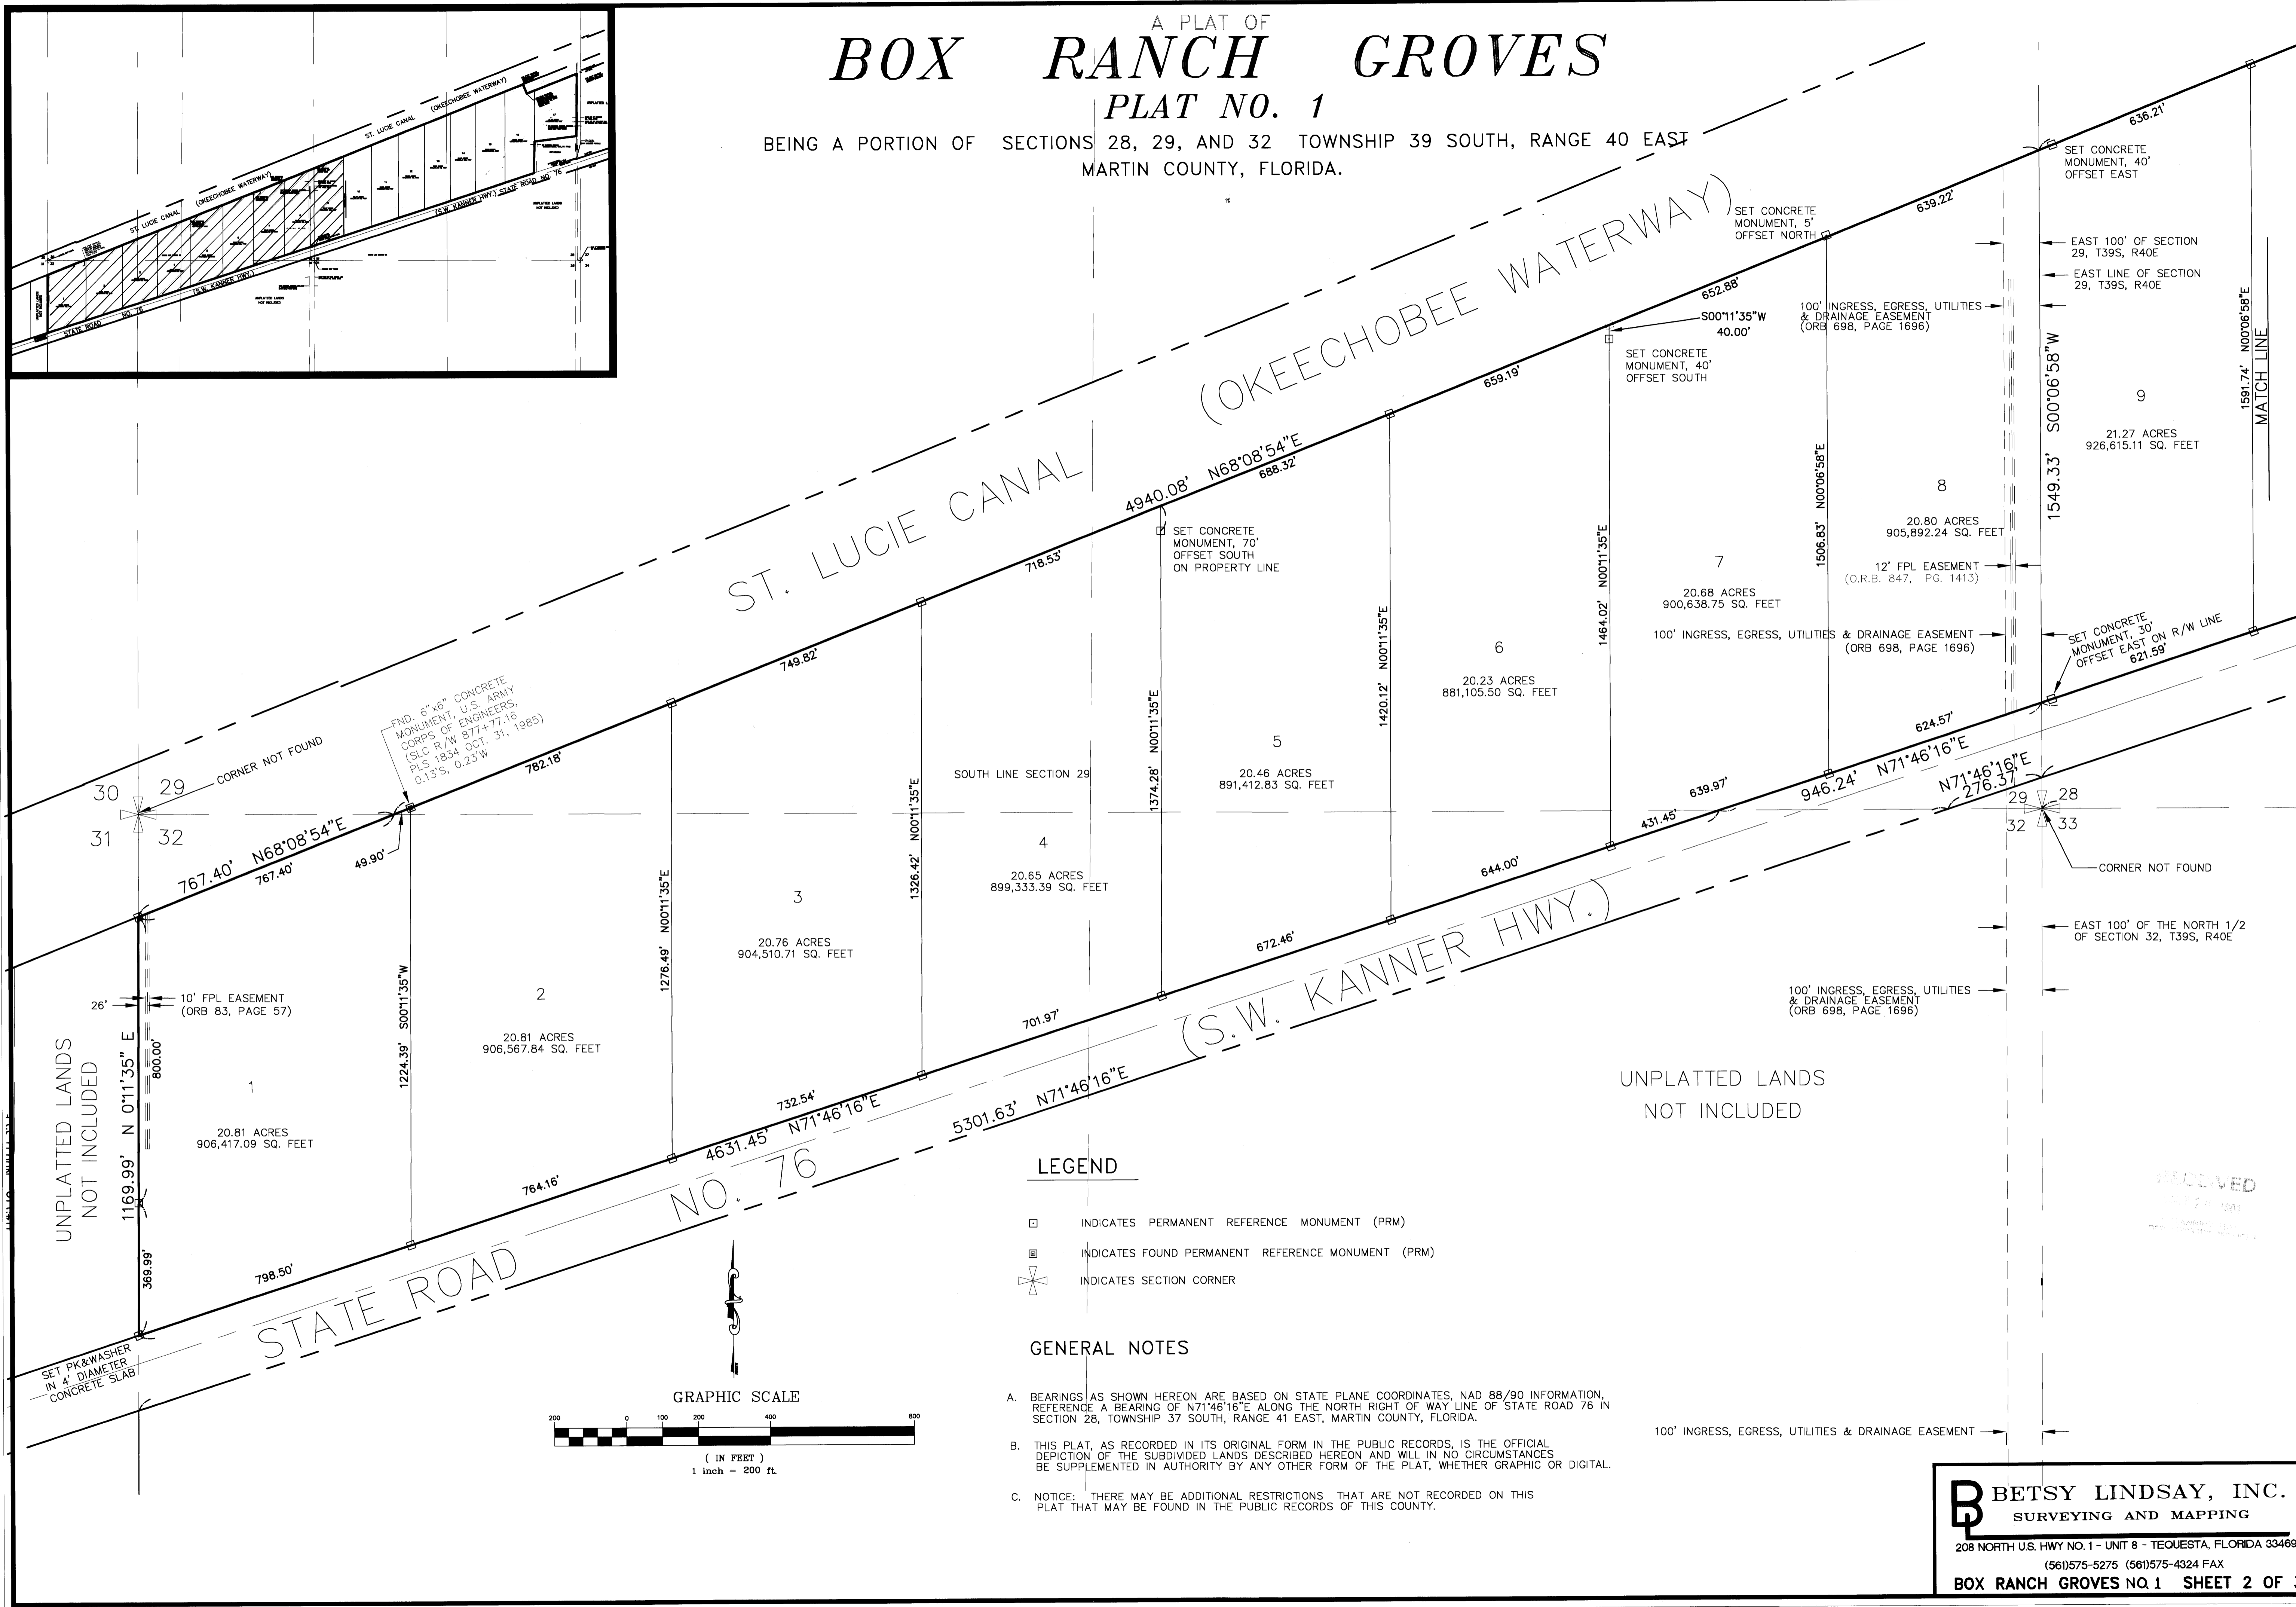 A PLAT OF
BOX RANCH GROVES
PLAT NO. 1
BEING A PORTION OF SECTIONS 28, 29, AND 32 TOWNSHIP 39 SOUTH, RANGE 40 EAST
MARTIN COUNTY, FLORIDA.
ST. LUCIE CANAL
(OKEECHOBEE WATERWAY)
ST. LUCIE CANAL
(OKEECHOBEE WATERWAY)
STATE ROAD NO. 76
(S.W. KANNER HWY.)
(S.W. KANNER HWY.) STATE ROAD NO. 76
UNPLATTED LANDS
NOT INCLUDED
UNPLATTED LANDS
NOT INCLUDED
ST. LUCIE CANAL
(OKEECHOBEE WATERWAY)
636.21'
SET CONCRETE
MONUMENT, 40'
OFFSET EAST
639.22'
SET CONCRETE
MONUMENT, 5'
OFFSET NORTH
652.88'
EAST 100' OF SECTION
29, T39S, R40E
EAST LINE OF SECTION
29, T39S, R40E
100' INGRESS, EGRESS, UTILITIES
& DRAINAGE EASEMENT
(ORB 698, PAGE 1696)
S00°11'35"W
40.00'
SET CONCRETE
MONUMENT, 40'
OFFSET SOUTH
659.19'
1591.74' N00°06'58"E
MATCH LINE
1549.33' S00°06'58"W
9
21.27 ACRES
926,615.11 SQ. FEET
4940.08' N68°08'54"E
688.32'
SET CONCRETE
MONUMENT, 70'
OFFSET SOUTH
ON PROPERTY LINE
718.53'
1506.83' N00°06'58"E
8
20.80 ACRES
905,892.24 SQ. FEET
12' FPL EASEMENT
(O.R.B. 847, PG. 1413)
7
20.68 ACRES
900,638.75 SQ. FEET
1464.02' N00°11'35"E
100' INGRESS, EGRESS, UTILITIES & DRAINAGE EASEMENT
(ORB 698, PAGE 1696)
SET CONCRETE
MONUMENT, 30'
OFFSET EAST ON R/W LINE
621.59'
6
20.23 ACRES
881,105.50 SQ. FEET
1420.12' N00°11'35"E
749.82'
FND. 6"x6" CONCRETE
MONUMENT, U.S. ARMY
CORPS OF ENGINEERS,
(SLC R/W 877+77.16
PLS 1834 OCT. 31, 1985)
0.13'S, 0.23'W
CORNER NOT FOUND
782.18'
30 29
31 32
5
20.46 ACRES
891,412.83 SQ. FEET
1374.28' N00°11'35"E
SOUTH LINE SECTION 29
624.57'
946.24' N71°46'16"E
N71°46'16"E
276.37'
29 28
32 33
639.97'
431.45'
CORNER NOT FOUND
767.40' N68°08'54"E
767.40'
49.90'
4
20.65 ACRES
899,333.39 SQ. FEET
1326.42' N00°11'35"E
3
20.76 ACRES
904,510.71 SQ. FEET
1276.49' N00°11'35"E
644.00'
672.46'
EAST 100' OF THE NORTH 1/2
OF SECTION 32, T39S, R40E
100' INGRESS, EGRESS, UTILITIES
& DRAINAGE EASEMENT
(ORB 698, PAGE 1696)
26'
10' FPL EASEMENT
(ORB 83, PAGE 57)
UNPLATTED LANDS
NOT INCLUDED
1169.99' N 0°11'35" E
800.00'
1
20.81 ACRES
906,417.09 SQ. FEET
1224.39' S00°11'35"W
2
20.81 ACRES
906,567.84 SQ. FEET
701.97'
732.54'
4631.45' N71°46'16"E
5301.63' N71°46'16"E
764.16'
798.50'
369.99'
STATE ROAD NO. 76 (S.W. KANNER HWY.)
UNPLATTED LANDS
NOT INCLUDED
SET PK&WASHER
IN 4' DIAMETER
CONCRETE SLAB
LEGEND
INDICATES PERMANENT REFERENCE MONUMENT (PRM)
INDICATES FOUND PERMANENT REFERENCE MONUMENT (PRM)
INDICATES SECTION CORNER
GENERAL NOTES
A. BEARINGS AS SHOWN HEREON ARE BASED ON STATE PLANE COORDINATES, NAD 88/90 INFORMATION,
REFERENCE A BEARING OF N71°46'16"E ALONG THE NORTH RIGHT OF WAY LINE OF STATE ROAD 76 IN
SECTION 28, TOWNSHIP 37 SOUTH, RANGE 41 EAST, MARTIN COUNTY, FLORIDA.
B. THIS PLAT, AS RECORDED IN ITS ORIGINAL FORM IN THE PUBLIC RECORDS, IS THE OFFICIAL
DEPICTION OF THE SUBDIVIDED LANDS DESCRIBED HEREON AND WILL IN NO CIRCUMSTANCES
BE SUPPLEMENTED IN AUTHORITY BY ANY OTHER FORM OF THE PLAT, WHETHER GRAPHIC OR DIGITAL.
C. NOTICE: THERE MAY BE ADDITIONAL RESTRICTIONS THAT ARE NOT RECORDED ON THIS
PLAT THAT MAY BE FOUND IN THE PUBLIC RECORDS OF THIS COUNTY.
GRAPHIC SCALE
200 0 100 200 400 800
( IN FEET )
1 inch = 200 ft.
100' INGRESS, EGRESS, UTILITIES & DRAINAGE EASEMENT
BETSY LINDSAY, INC.
SURVEYING AND MAPPING
208 NORTH U.S. HWY NO. 1 - UNIT 8 - TEQUESTA, FLORIDA 33469
(561)575-5275 (561)575-4324 FAX
BOX RANCH GROVES NO. 1 SHEET 2 OF